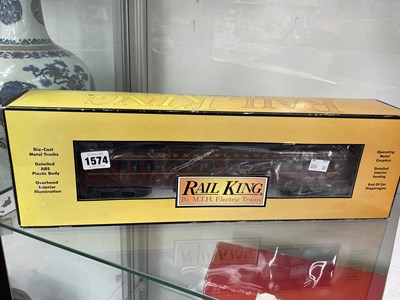 RAIL KING
Die-Cast
Metal Trucks
Detailed
ABS
Plastic Body
Overhead
Interior
Illumination
1574
RAIL KING
By M.T.H. Electric Trains
Operating
Metal
Couplers
Detailed
Interior
Seating
End Of Car
Diaphragms